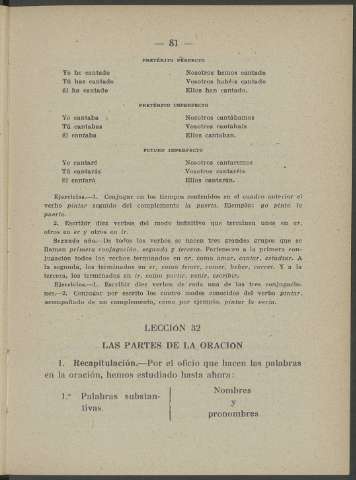 — 81 —
PRETÉRITO PERFECTO
Yo he cantado
Nosotros hemos cantado
Tú has cantado
Vosotros habéis cantado
Él ha cantado
Ellos han cantado.
PRETÉRITO IMPERFECTO
Yo cantaba
Nosotros cantábamos
Tú cantabas
Vosotros cantabais
Él cantaba
Ellos cantaban.
FUTURO IMPERFECTO
Yo cantaré
Nosotros cantaremos
Tú cantarás
Vosotros cantaréis
Él cantará
Ellos cantarán.
Ejercicios.—1. Conjugar en los tiempos contenidos en el cuadro anterior el
verbo pintar seguido del complemento la puerta. Ejemplo: yo pinto la
puerta.
2. Escribir diez verbos del modo infinitivo que terminen unos en ar,
otros en er y otros en ir.
Segundo año.—De todos los verbos se hacen tres grandes grupos que se
llaman primera conjugación, segunda y tercera. Pertenecen a la primera con-
jugación todos los verbos terminados en ar, como amar, cantar, estudiar. A
la segunda, los terminados en er, como temer, comer, beber, correr. Y a la
tercera, los terminados en ir, como partir, venir, escribir.
Ejercicios.—1. Escribir diez verbos de cada una de las tres conjugacio-
nes.—2. Conjugar por escrito los cuatro modos conocidos del verbo pintar,
acompañado de un complemento, como por ejemplo, pintar la verja.
LECCIÓN 32
LAS PARTES DE LA ORACION
1. Recapitulación.—Por el oficio que hacen las palabras
en la oración, hemos estudiado hasta ahora:
1.º Palabras substan-
tivas.
Nombres
y
pronombres